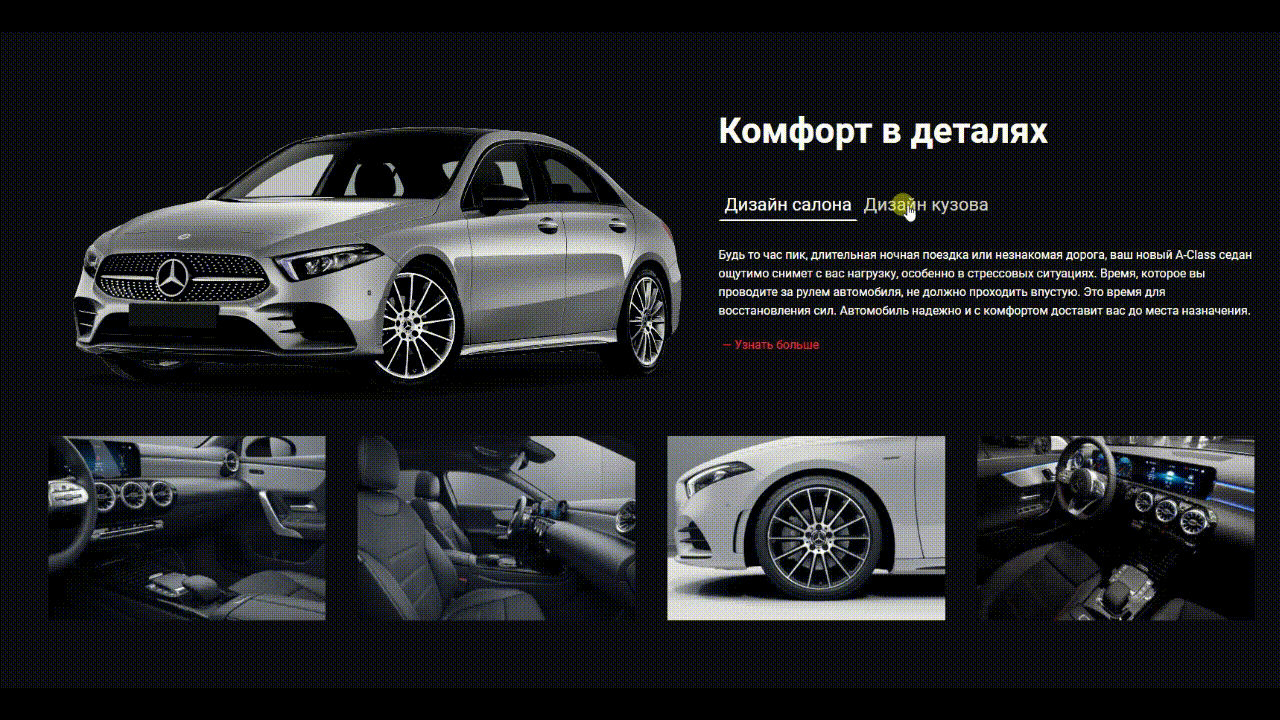 Комфорт в деталях
Дизайн салона Дизайн кузова
Будь то час пик, длительная ночная поездка или незнакомая дорога, ваш новый A-Class седан
ощутимо снимет с вас нагрузку, особенно в стрессовых ситуациях. Время, которое вы
проводите за рулем автомобиля, не должно проходить впустую. Это время для
восстановления сил. Автомобиль надежно и с комфортом доставит вас до места назначения.
— Узнать больше